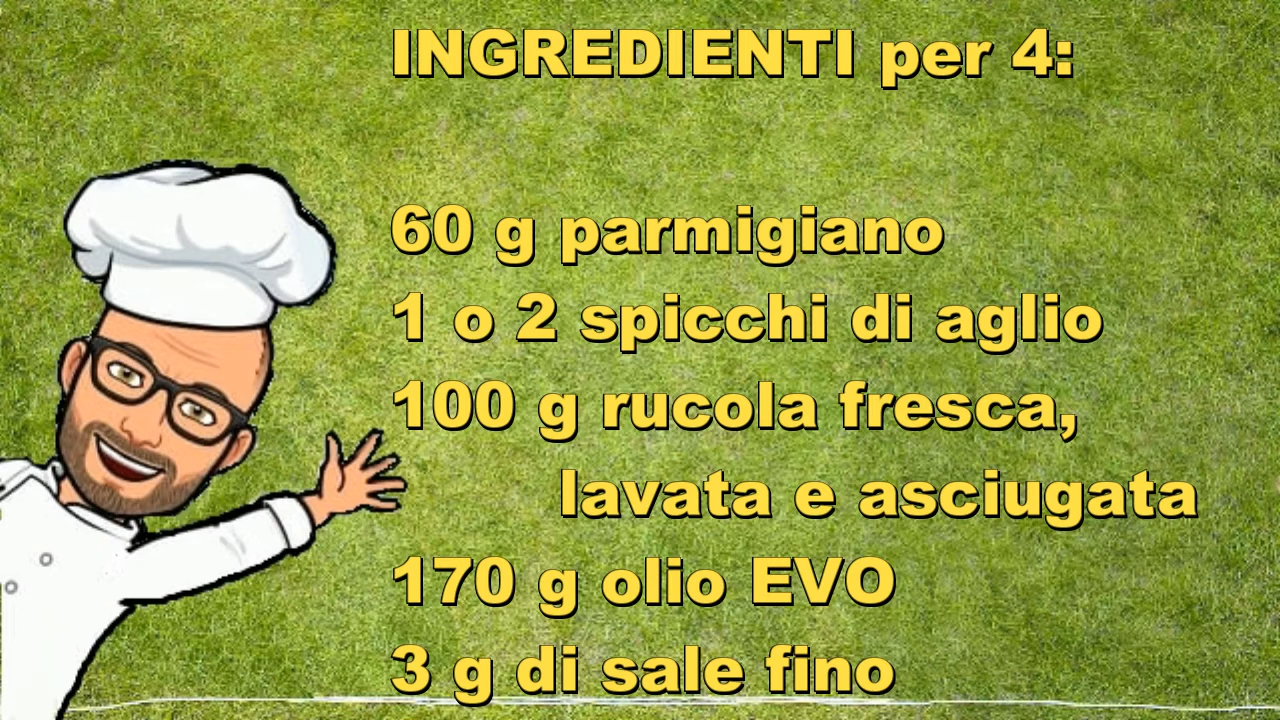 INGREDIENTI per 4:
60 g parmigiano
1 o 2 spicchi di aglio
100 g rucola fresca,
lavata e asciugata
170 g olio EVO
3 g di sale fino